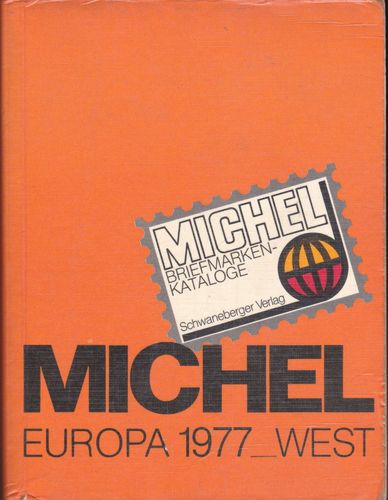 MICHEL
BRIEFMARKEN-
KATALOGE
Schwaneberger Verlag
MICHEL
EUROPA 1977_WEST